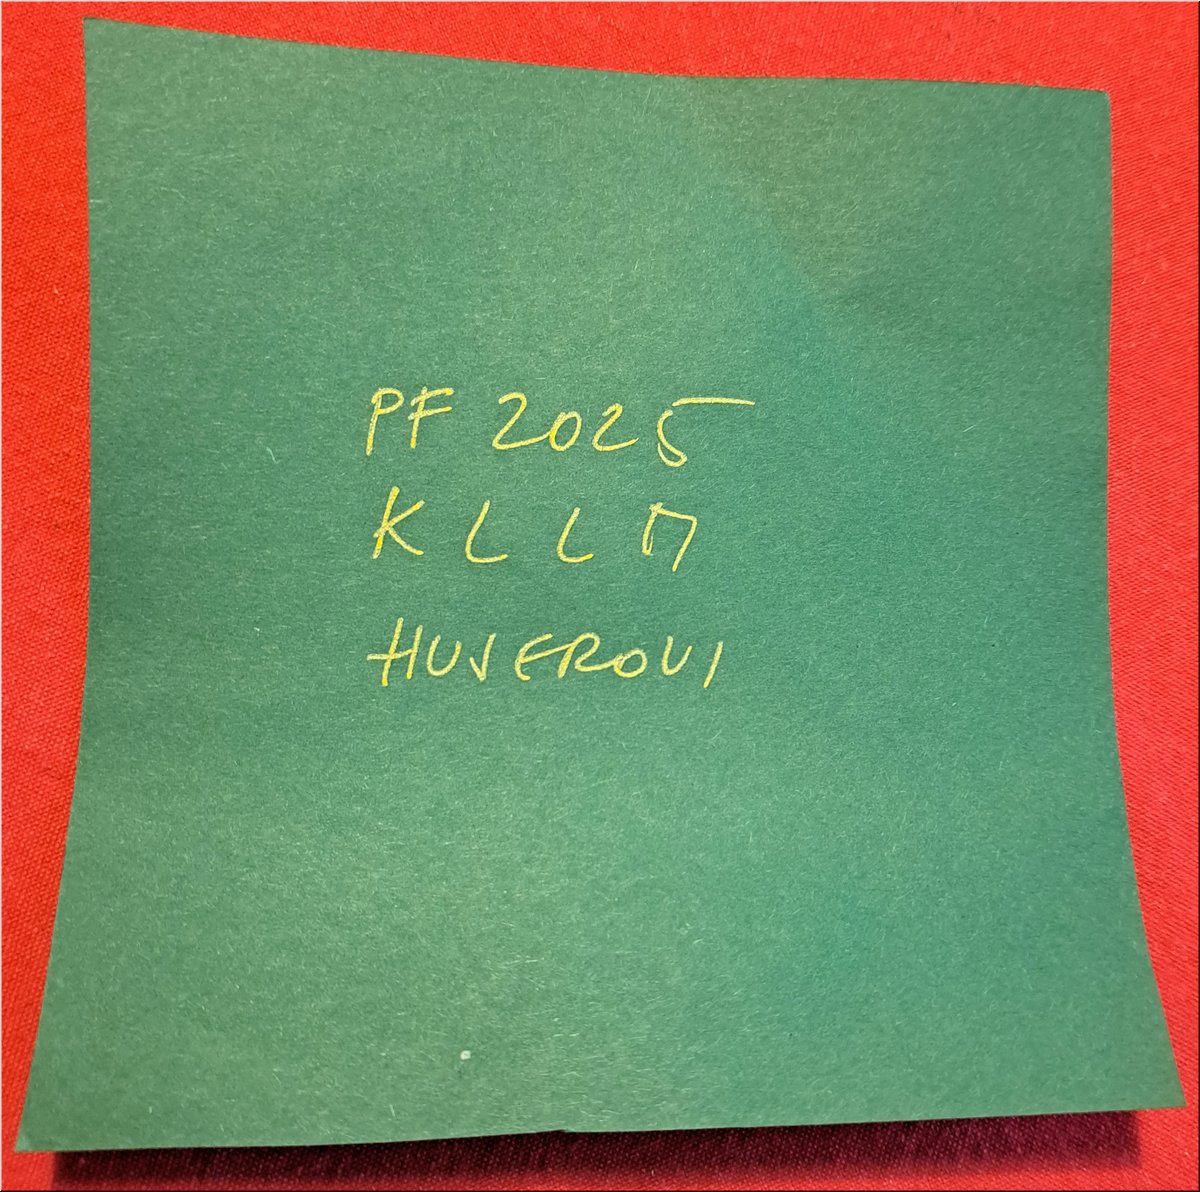 PF 2025
K L L M
HUJEROVI